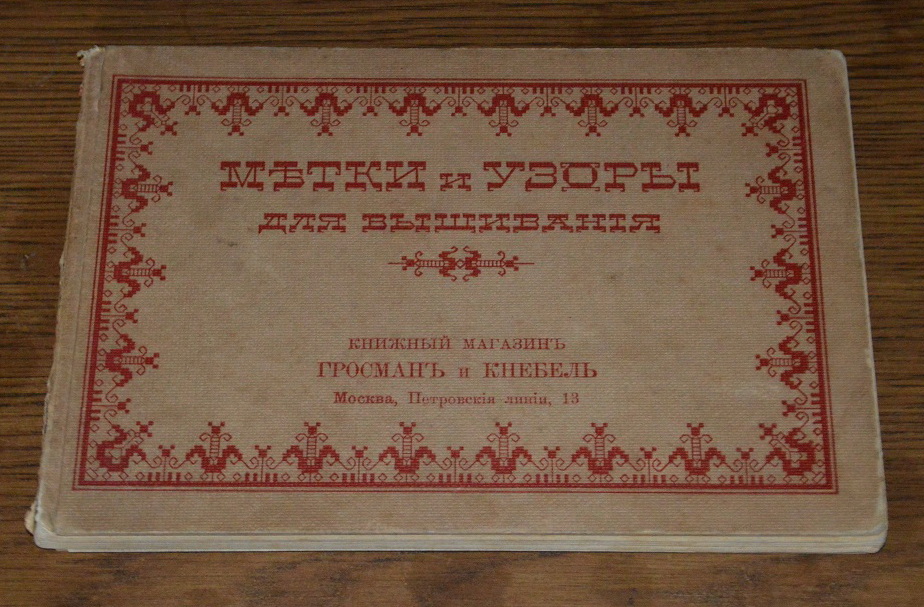 МѢТКИ и УЗОРЫ
ДЛЯ ВЫШИВАНІЯ
КНИЖНЫЙ МАГАЗИНЪ
ГРОСМАНЪ и КНЕБЕЛЬ
Москва, Петровскія линіи, 13